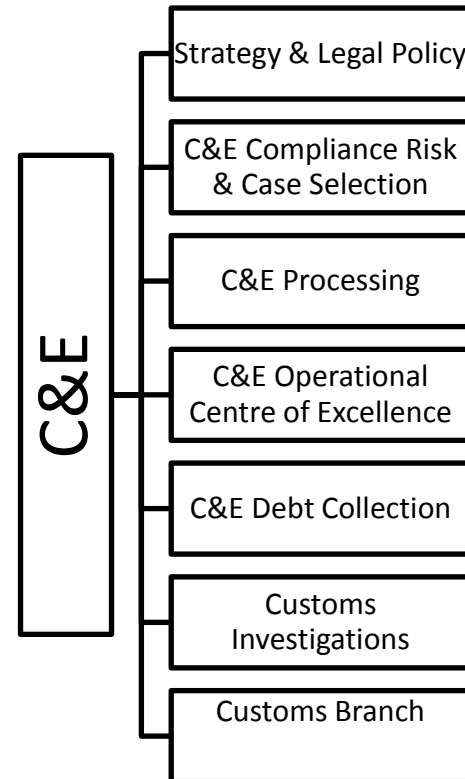 C&E
Strategy & Legal Policy
C&E Compliance Risk
& Case Selection
C&E Processing
C&E Operational
Centre of Excellence
C&E Debt Collection
Customs
Investigations
Customs Branch